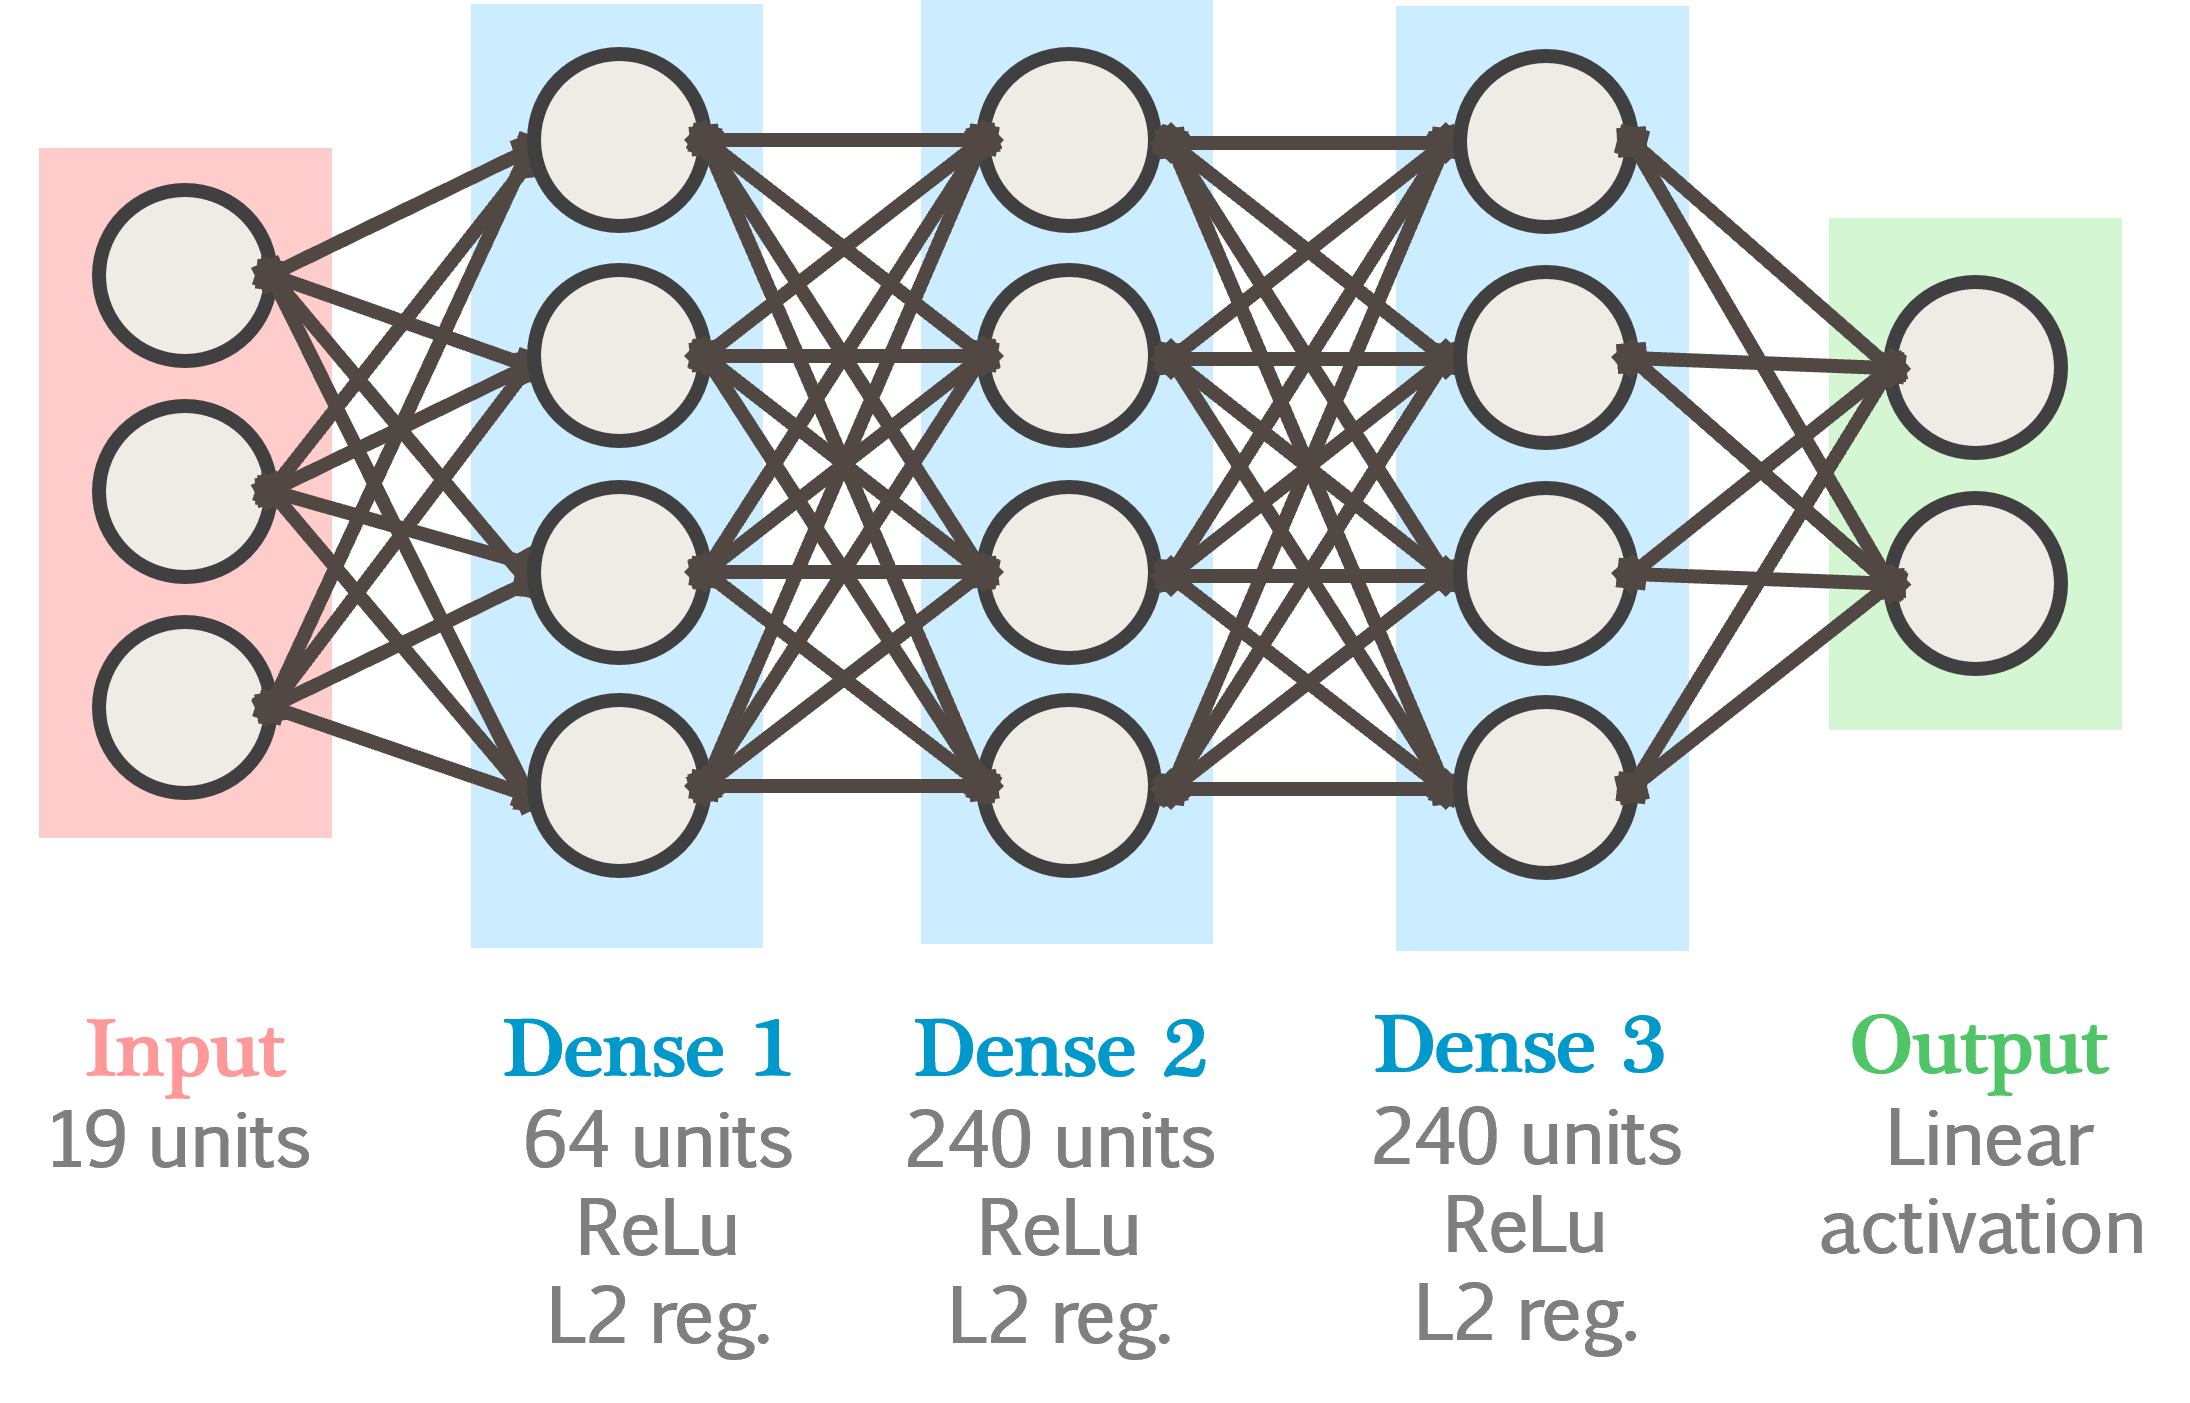 Input
19 units
Dense 1
64 units
ReLu
L2 reg.
Dense 2
240 units
ReLu
L2 reg.
Dense 3
240 units
ReLu
L2 reg.
Output
Linear
activation